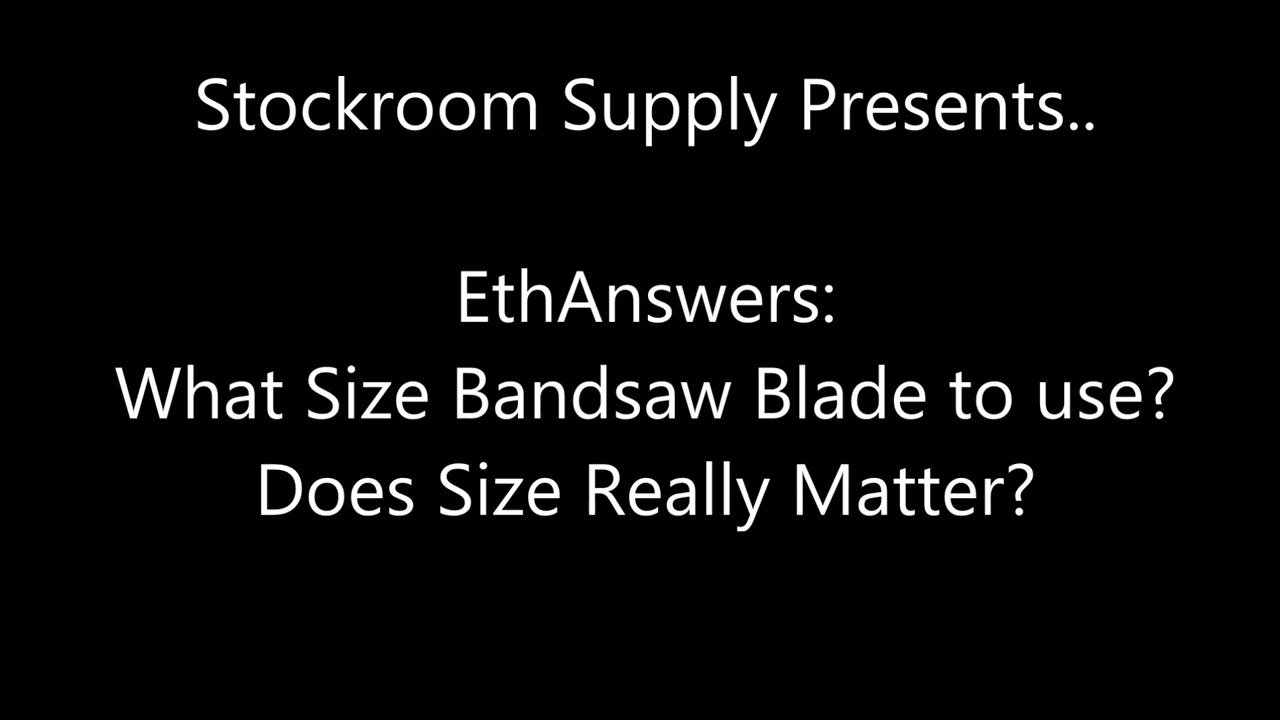 Stockroom Supply Presents..
EthAnswers:
What Size Bandsaw Blade to use?
Does Size Really Matter?